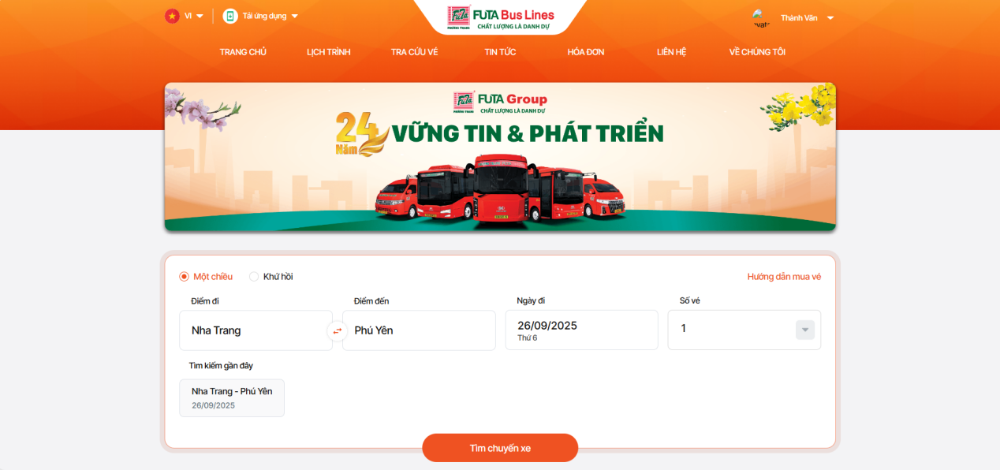 VI
Tải ứng dụng
FUTA Bus Lines
PHƯƠNG TRANG
CHẤT LƯỢNG LÀ DANH DỰ
Thành Văn
TRANG CHỦ
LỊCH TRÌNH
TRA CỨU VÉ
TIN TỨC
HÓA ĐƠN
LIÊN HỆ
VỀ CHÚNG TÔI
FUTA Group
PHƯƠNG TRANG
CHẤT LƯỢNG LÀ DANH DỰ
24 Năm
VỮNG TIN & PHÁT TRIỂN
Một chiều
Khứ hồi
Hướng dẫn mua vé
Điểm đi
Điểm đến
Ngày đi
Số vé
Nha Trang
Phú Yên
26/09/2025
Thứ 6
1
Tìm kiếm gần đây
Nha Trang - Phú Yên
26/09/2025
Tìm chuyến xe